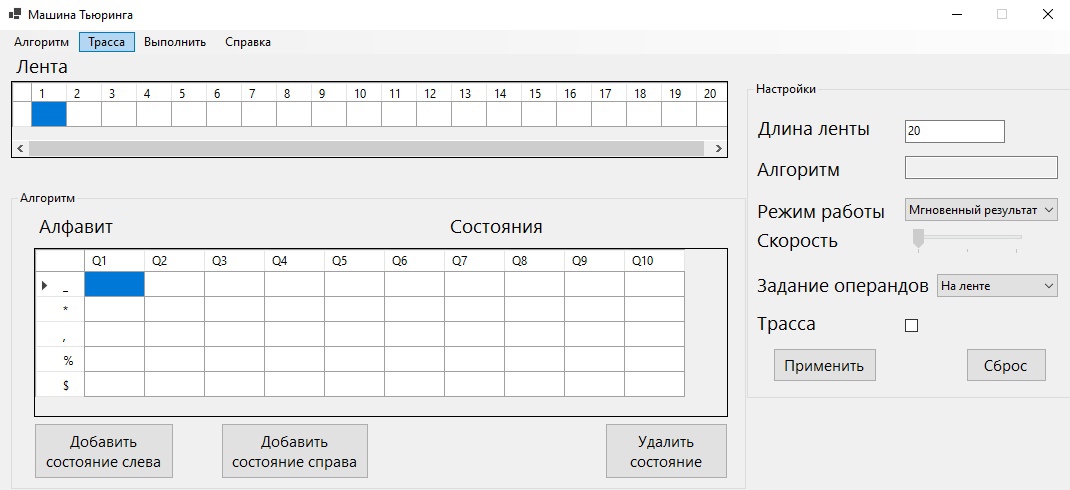 Машина Тьюринга
Алгоритм Трасса Выполнить Справка
Лента
1 2 3 4 5 6 7 8 9 10 11 12 13 14 15 16 17 18 19 20
Настройки
Длина ленты 20
Алгоритм
Режим работы Мгновенный результат
Скорость
Задание операндов На ленте
Трасса
Применить Сброс
Алгоритм
Алфавит Состояния
Q1 Q2 Q3 Q4 Q5 Q6 Q7 Q8 Q9 Q10
_
*
,
%
$
Добавить
состояние слева
Добавить
состояние справа
Удалить
состояние